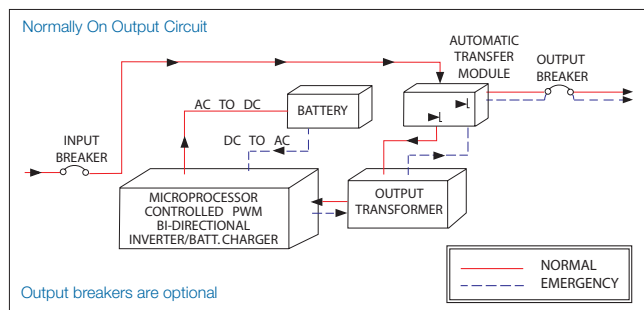 Normally On Output Circuit
AUTOMATIC
TRANSFER
MODULE
OUTPUT
BREAKER
AC TO DC
BATTERY
DC TO AC
INPUT
BREAKER
MICROPROCESSOR
CONTROLLED PWM
BI-DIRECTIONAL
INVERTER/BATT.CHARGER
OUTPUT
TRANSFORMER
NORMAL
EMERGENCY
Output breakers are optional